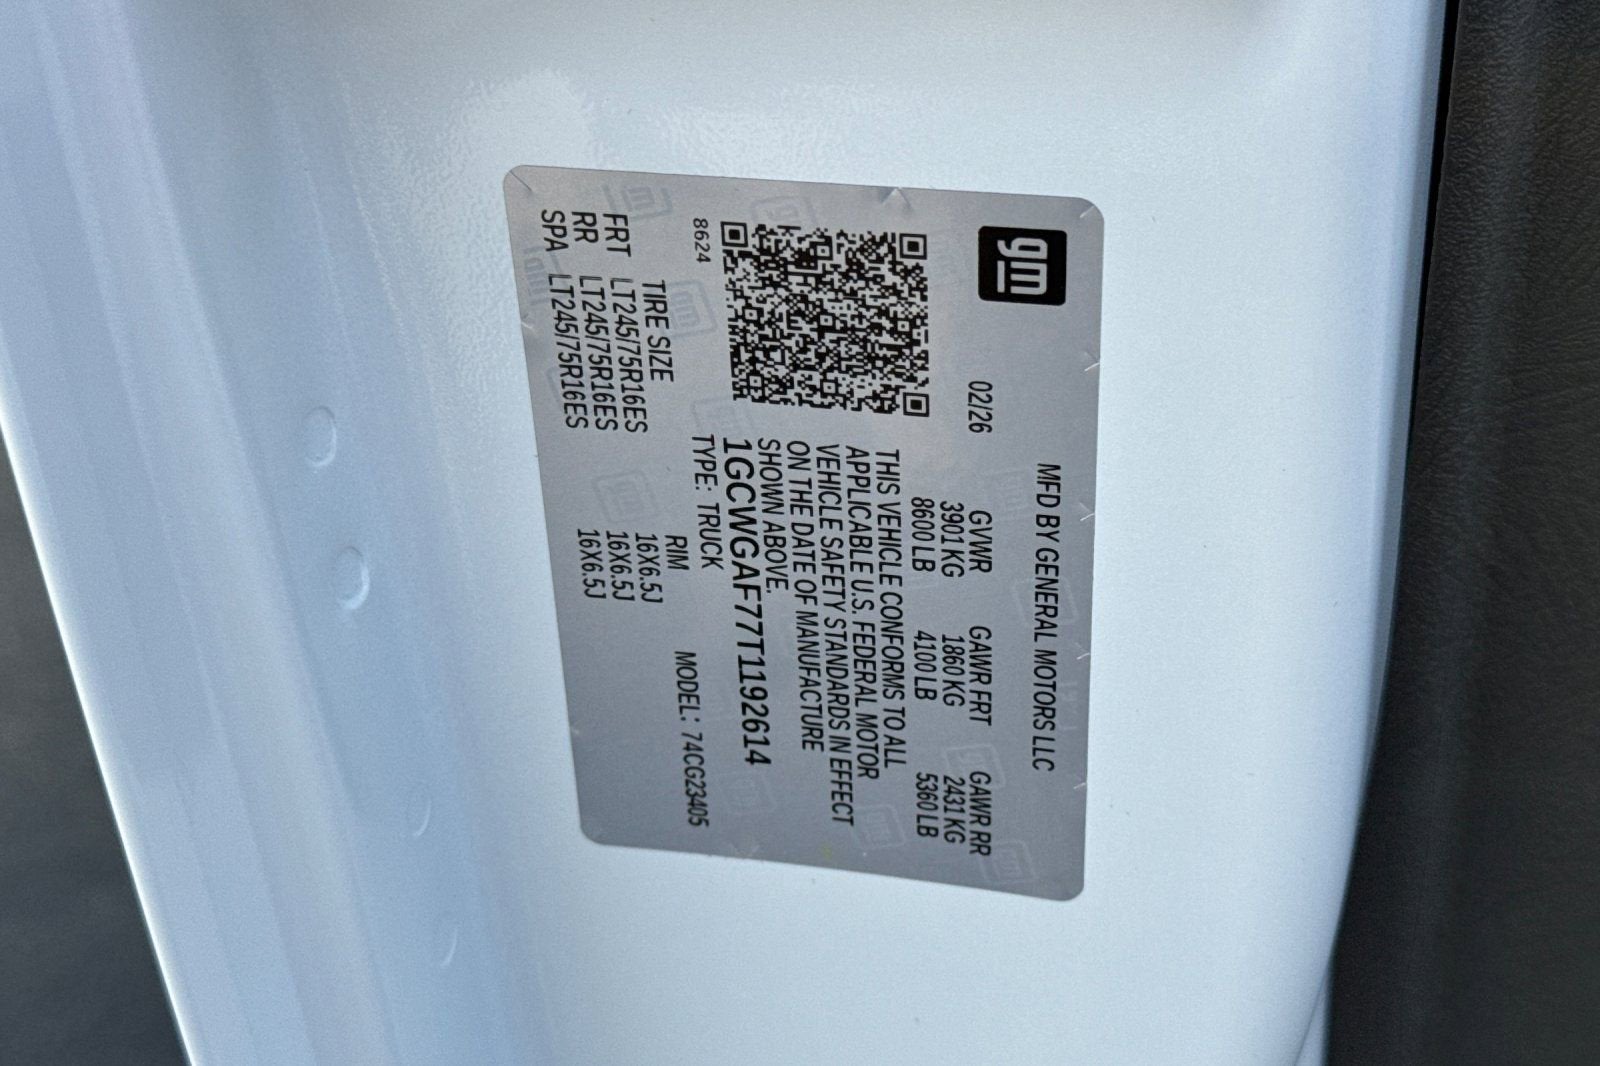 gm
MFD BY GENERAL MOTORS LLC
02/26 GVWR GAWR FRT GAWR RR
3901 KG 1860 KG 2431 KG
8600 LB 4100 LB 5360 LB
THIS VEHICLE CONFORMS TO ALL
APPLICABLE U.S. FEDERAL MOTOR
VEHICLE SAFETY STANDARDS IN EFFECT
ON THE DATE OF MANUFACTURE
SHOWN ABOVE.
1GCWGAF77T1192614
8624 TYPE: TRUCK MODEL: 74CG23405
TIRE SIZE RIM
FRT LT245/75R16ES 16X6.5J
RR LT245/75R16ES 16X6.5J
SPA LT245/75R16ES 16X6.5J